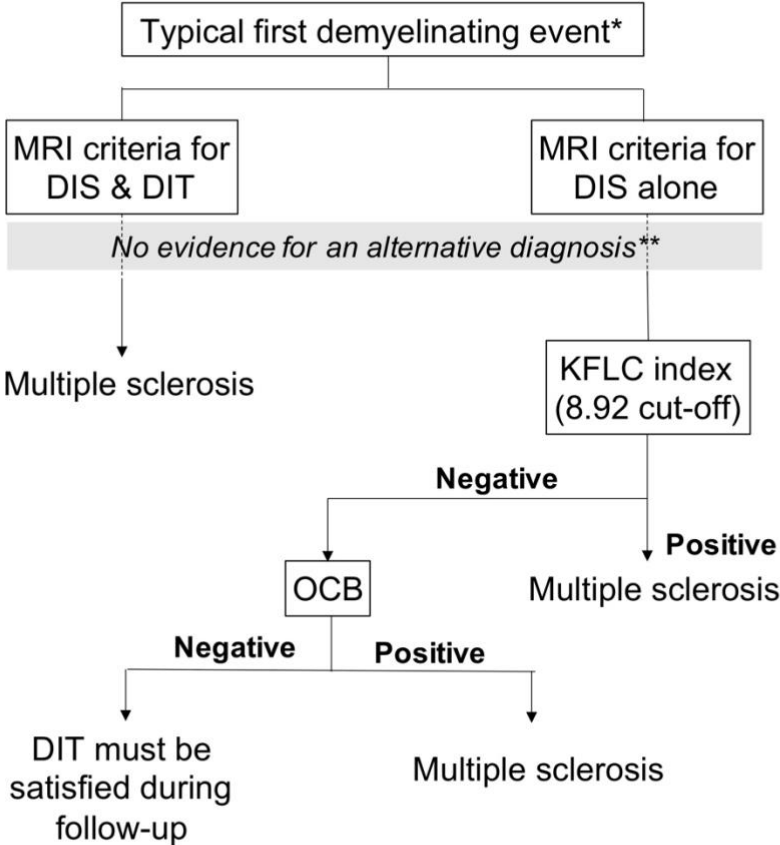 Typical first demyelinating event*
MRI criteria for
DIS & DIT
MRI criteria for
DIS alone
No evidence for an alternative diagnosis**
Multiple sclerosis
KFLC index
(8.92 cut-off)
Negative
Positive
OCB
Multiple sclerosis
Negative
Positive
DIT must be
satisfied during
follow-up
Multiple sclerosis